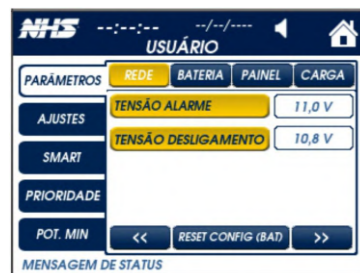 NHS --:--:-- --/--/----
USUÁRIO
PARÂMETROS REDE BATERIA PAINEL CARGA
AJUSTES TENSÃO ALARME 11,0 V
SMART TENSÃO DESLIGAMENTO 10,8 V
PRIORIDADE
POT. MIN << RESET CONFIG (BAT) >>
MENSAGEM DE STATUS